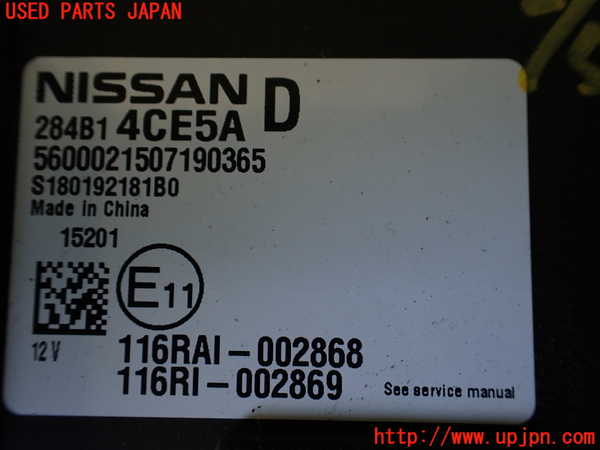 USED PARTS JAPAN
NISSAN D
284B1 4CE5A
5600021507190365
S180192181B0
Made in China
15201
E11
12V
116RAI-002868
116RI-002869
See service manual
http://www.upjpn.com